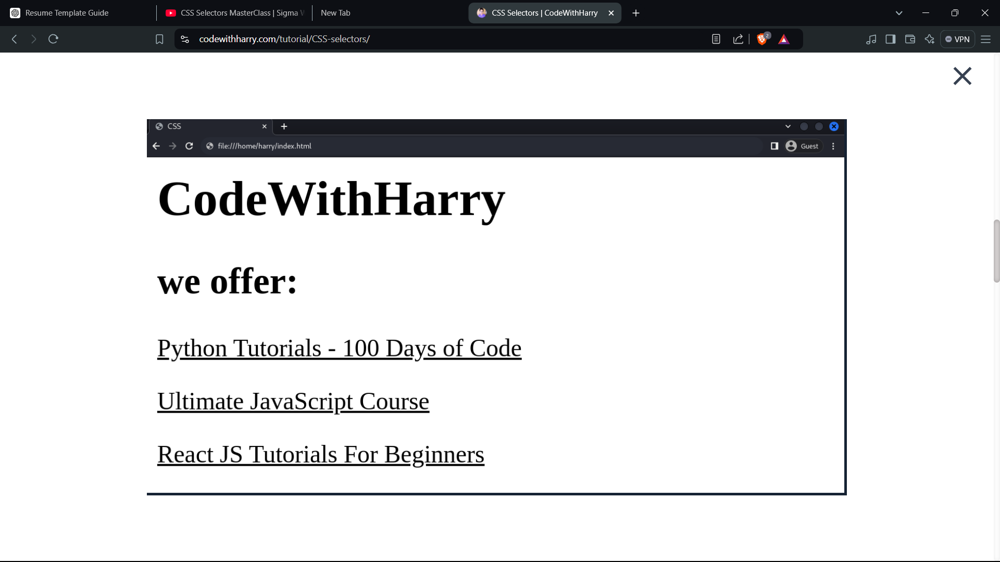 Resume Template Guide
CSS Selectors MasterClass | Sigma
New Tab
CSS Selectors | CodeWithHarry
codewithharry.com/tutorial/CSS-selectors/
2
VPN
CSS
file:///home/harry/index.html
Guest
CodeWithHarry
we offer:
Python Tutorials - 100 Days of Code
Ultimate JavaScript Course
React JS Tutorials For Beginners